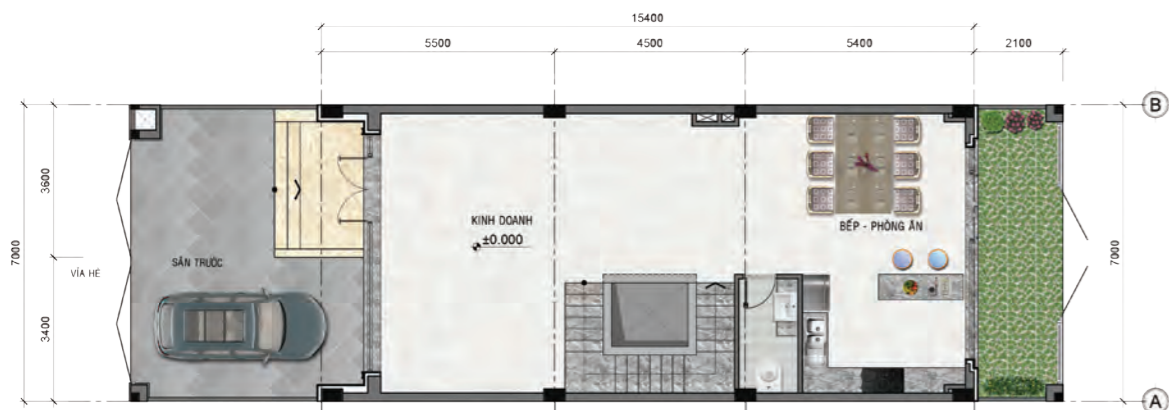 15400
5500
4500
5400
2100
B
3600
7000
KINH DOANH
±0.000
BẾP - PHÒNG ĂN
7000
SÂN TRƯỚC
VỈA HÈ
3400
A